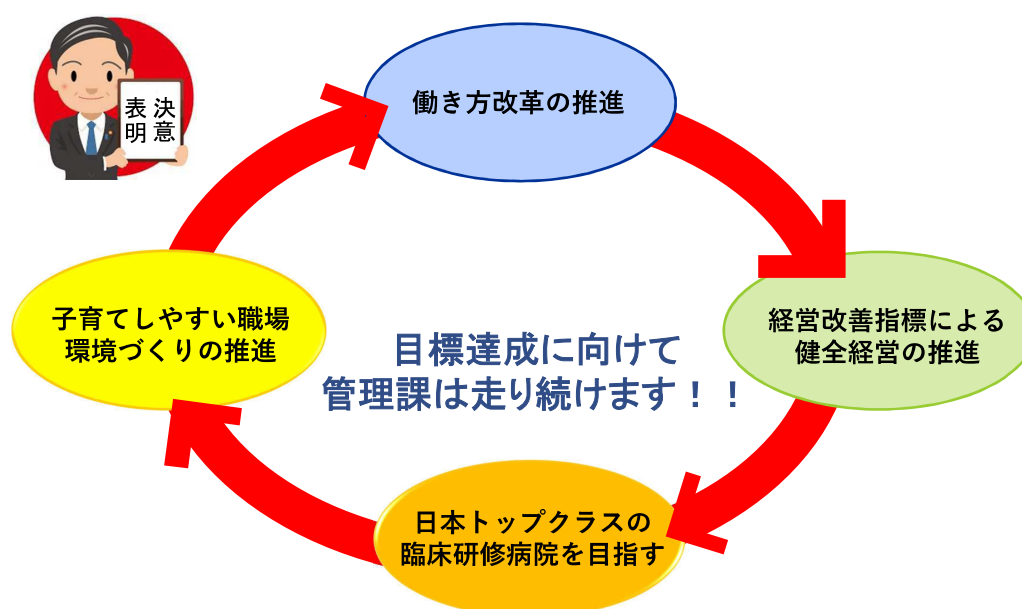 決意
表明
働き方改革の推進
経営改善指標による
健全経営の推進
日本トップクラスの
臨床研修病院を目指す
子育てしやすい職場
環境づくりの推進
目標達成に向けて
管理課は走り続けます！！